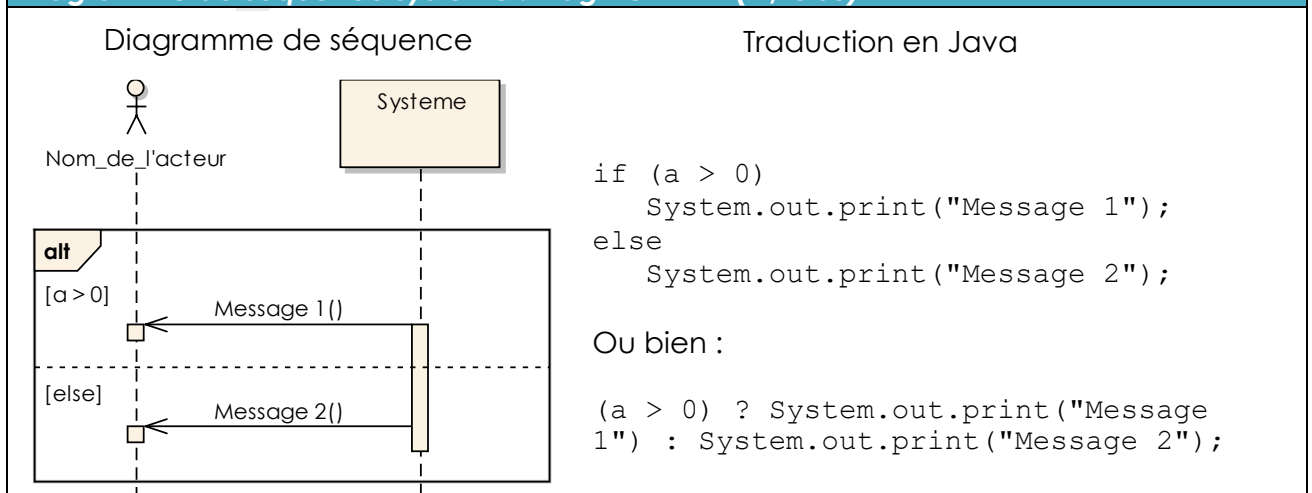 Diagramme de séquence
Traduction en Java
Systeme
Nom_de_l'acteur
alt
[a > 0]
Message 1()
[else]
Message 2()
if (a > 0)
System.out.print("Message 1");
else
System.out.print("Message 2");
Ou bien :
(a > 0) ? System.out.print("Message
1") : System.out.print("Message 2");